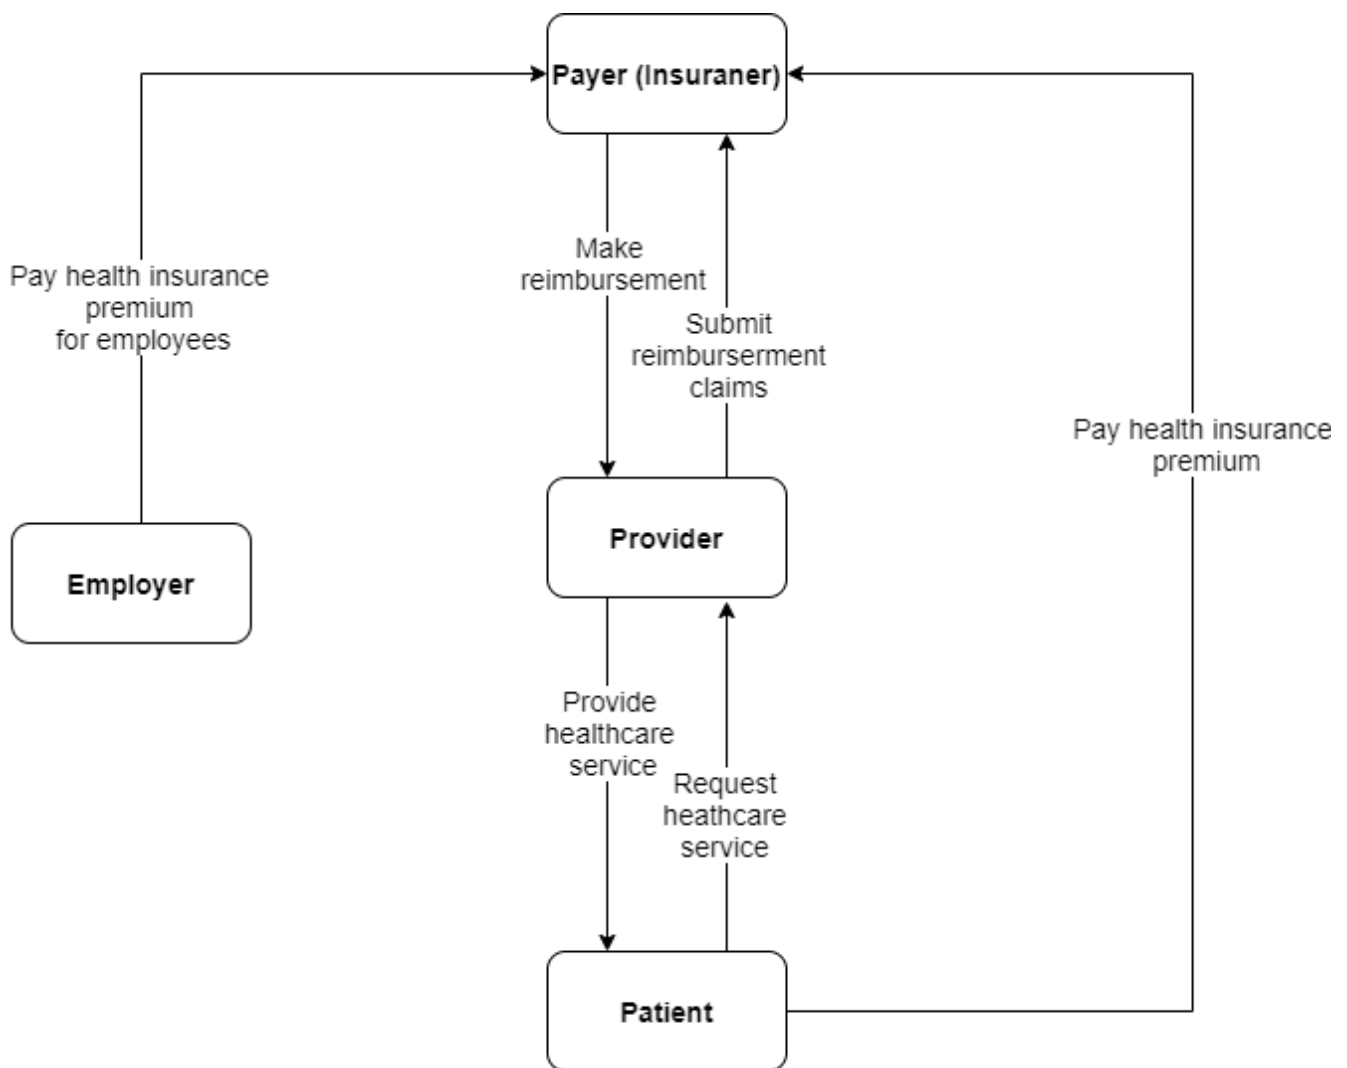 Payer (Insuraner)
Make
reimbursement
Pay health insurance
premium
for employees
Submit
reimburserment
claims
Pay health insurance
premium
Provider
Employer
Provide
healthcare
service
Request
heathcare
service
Patient